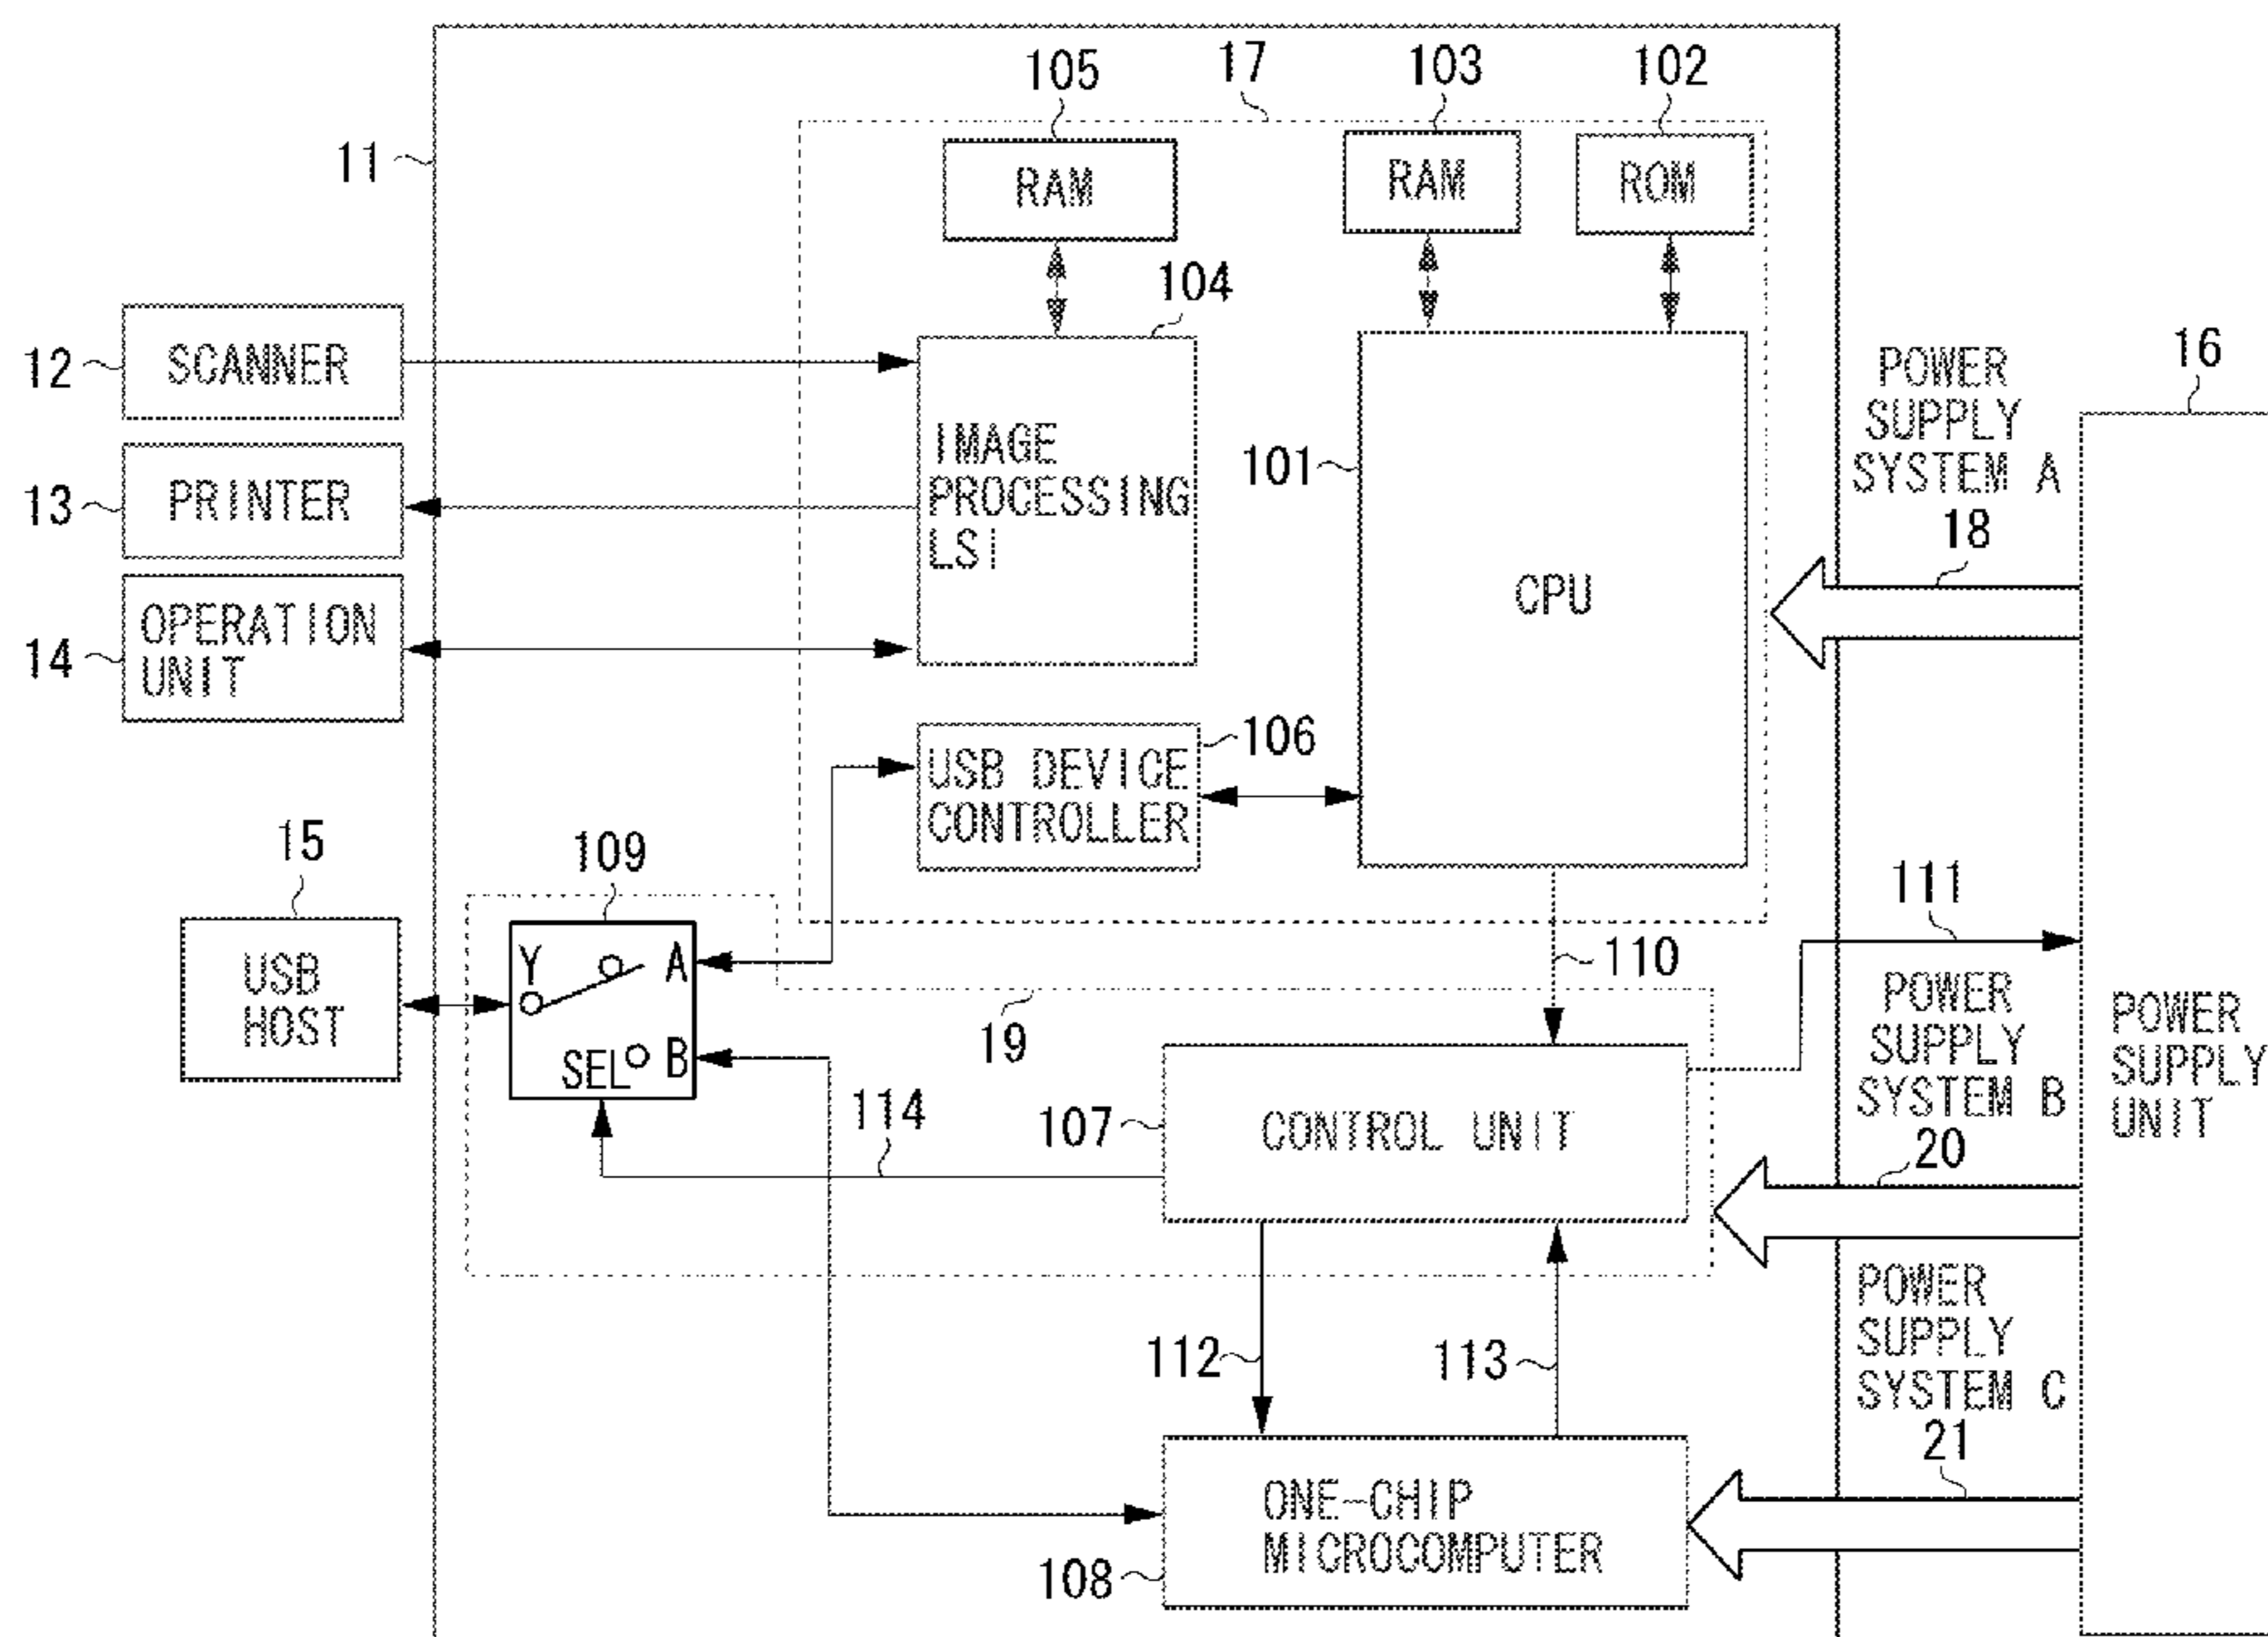 105
17
103
102
11
RAM
RAM
ROM
104
12
SCANNER
POWER
SUPPLY
SYSTEM A
16
IMAGE
PROCESSING
LSI
101
13
PRINTER
18
CPU
14
OPERATION
UNIT
106
USB DEVICE
CONTROLLER
15
109
111
USB
HOST
Y
A
SEL
B
110
19
POWER
SUPPLY
SYSTEM B
POWER
SUPPLY
UNIT
114
107
CONTROL UNIT
20
POWER
SUPPLY
SYSTEM C
112
113
21
ONE-CHIP
MICROCOMPUTER
108